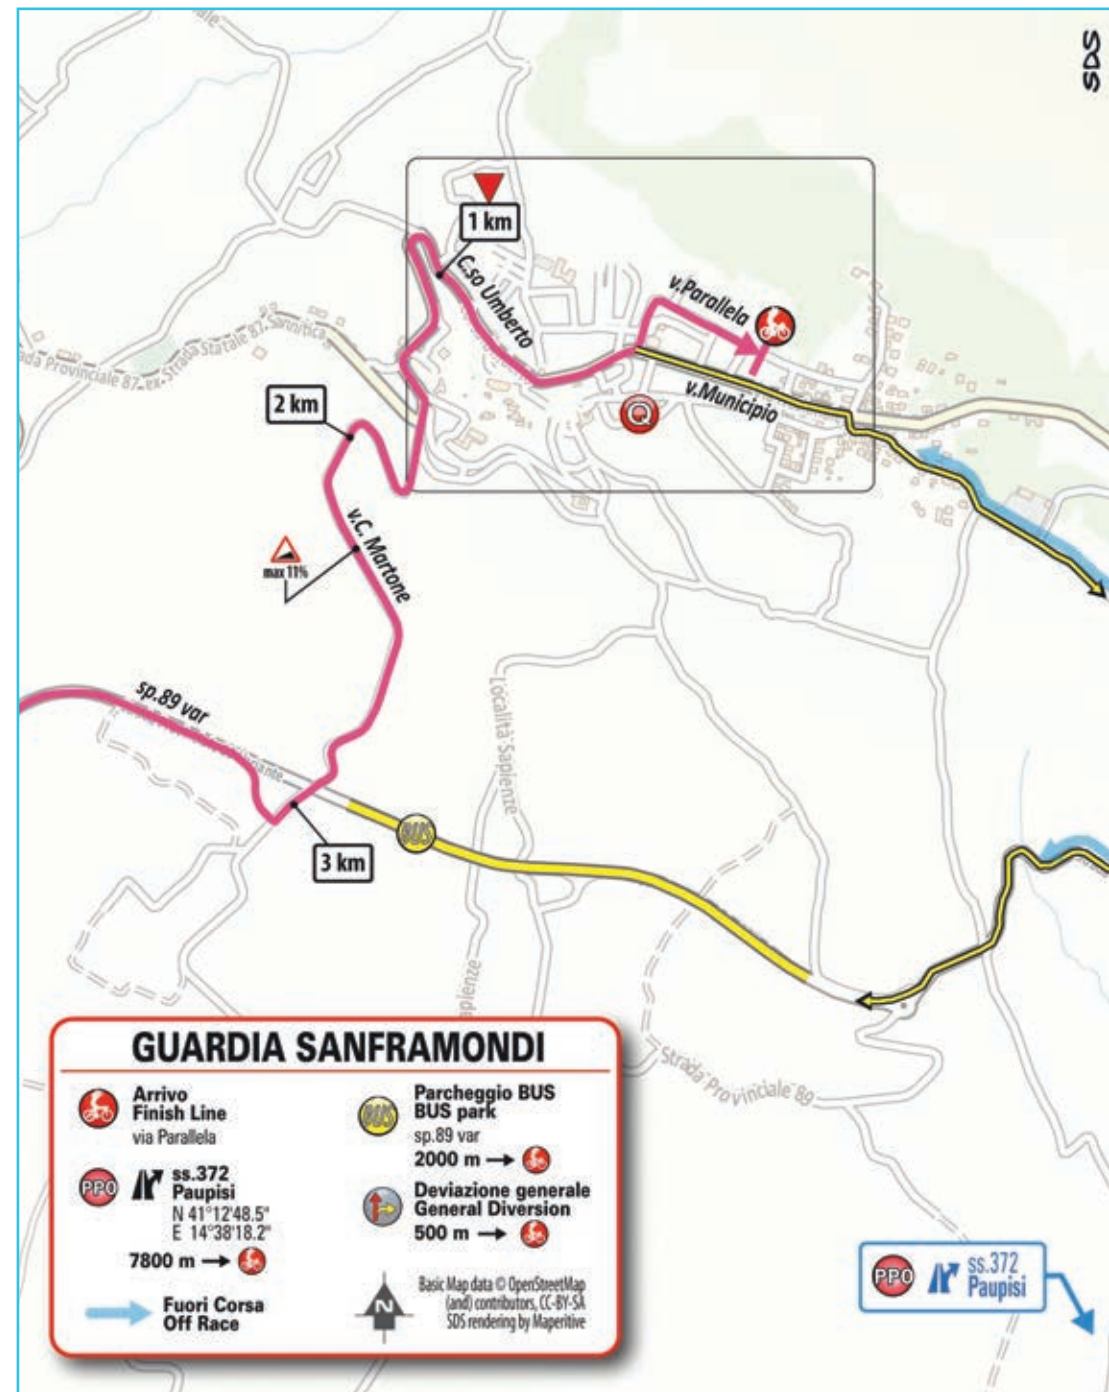 SDS
1 km
C.so Umberto
v.Parallela
v.Municipio
2 km
Strada Statale 87. Sannitica
Provinciale 87 ex
v.C. Martone
max 11%
sp.89 var
Località Sapienze
BUS
3 km
Strada Provinciale 89
GUARDIA SANFRAMONDI
Arrivo
Finish Line
via Parallela
PPO
ss.372
Paupisi
N 41°12'48.5"
E 14°38'18.2"
7800 m
Fuori Corsa
Off Race
BUS
Parcheggio BUS
BUS park
sp.89 var
2000 m
Deviazione generale
General Diversion
500 m
N
Basic Map data © OpenStreetMap
(and) contributors, CC-BY-SA
SDS rendering by Maperitive
PPO
ss.372
Paupisi